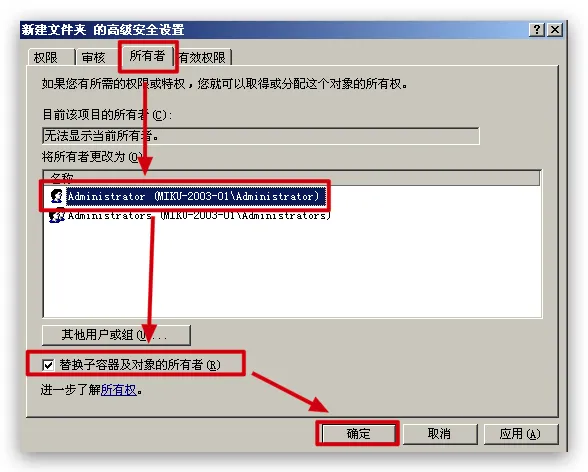 新建文件夹 的高级安全设置
权限 审核 所有者 有效权限
如果您有所需的权限或特权，您就可以取得或分配这个对象的所有权。
目前该项目的所有者(C):
无法显示当前所有者。
将所有者更改为(O)
名称
Administrator (MIKU-2003-01\Administrator)
Administrators (MIKU-2003-01\Administrators)
其他用户或组(U)...
替换子容器及对象的所有者(R)
进一步了解所有权。
确定 取消 应用(A)